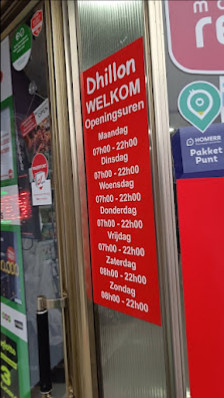 Dhillon
WELKOM
Openingsuren
Maandag
07h00 - 22h00
Dinsdag
07h00 - 22h00
Woensdag
07h00 - 22h00
Donderdag
07h00 - 22h00
Vrijdag
07h00 - 22h00
Zaterdag
08h00 - 22h00
Zondag
08h00 - 22h00
HOMERR
Pakket
Punt